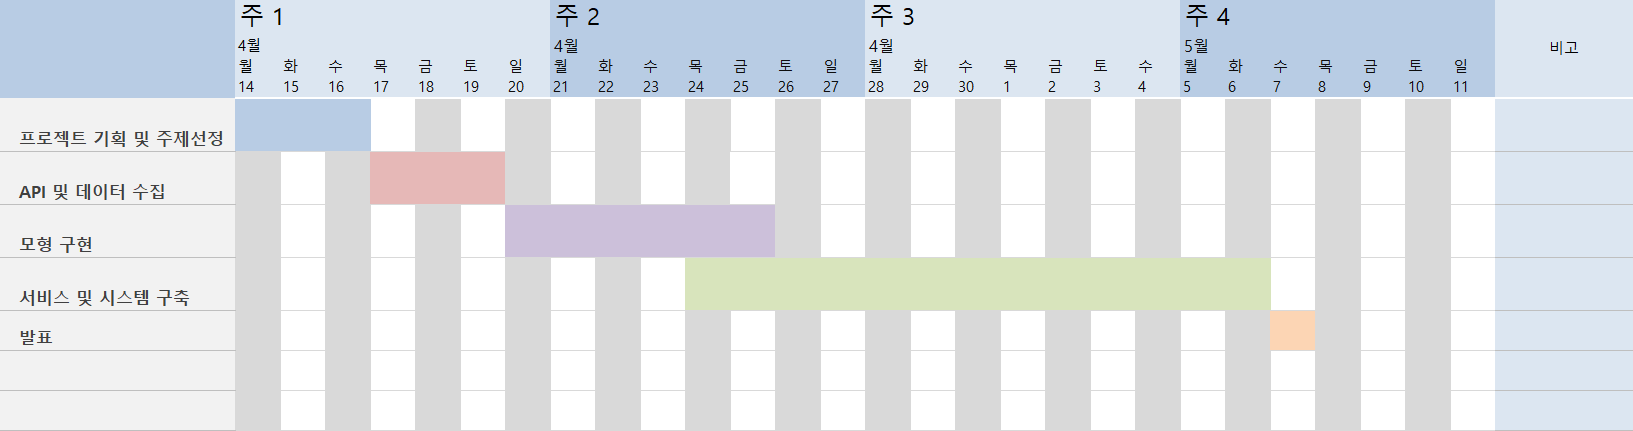 주 1 주 2 주 3 주 4
4월 4월 4월 5월 비고
월 화 수 목 금 토 일 월 화 수 목 금 토 일 월 화 수 목 금 토 수 월 화 수 목 금 토 일
14 15 16 17 18 19 20 21 22 23 24 25 26 27 28 29 30 1 2 3 4 5 6 7 8 9 10 11
프로젝트 기획 및 주제선정
API 및 데이터 수집
모형 구현
서비스 및 시스템 구축
발표